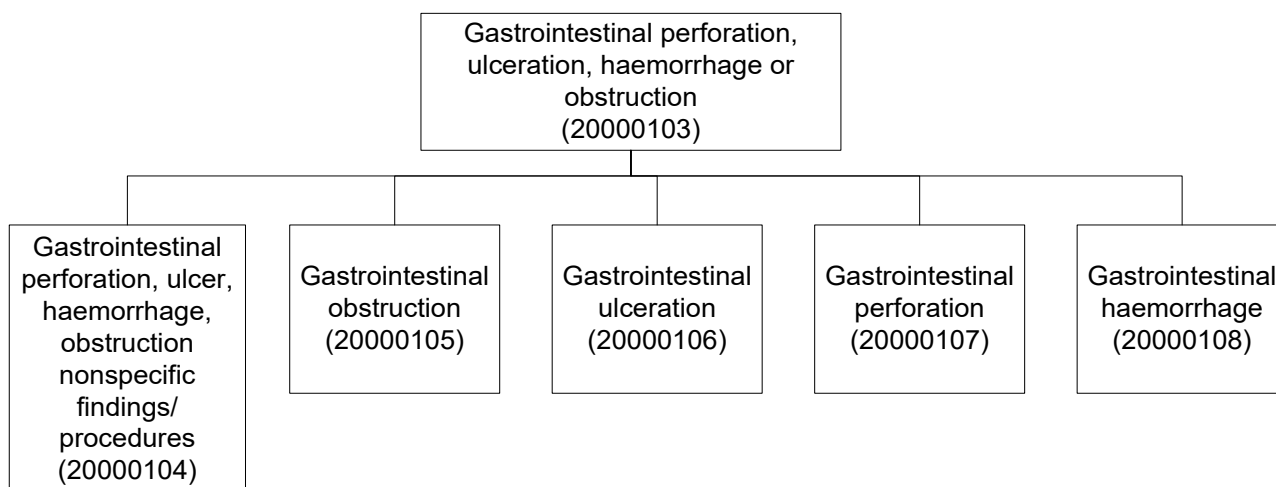 Gastrointestinal perforation,
ulceration, haemorrhage or
obstruction
(20000103)
Gastrointestinal
perforation, ulcer,
haemorrhage,
obstruction
nonspecific
findings/
procedures
(20000104)
Gastrointestinal
obstruction
(20000105)
Gastrointestinal
ulceration
(20000106)
Gastrointestinal
perforation
(20000107)
Gastrointestinal
haemorrhage
(20000108)